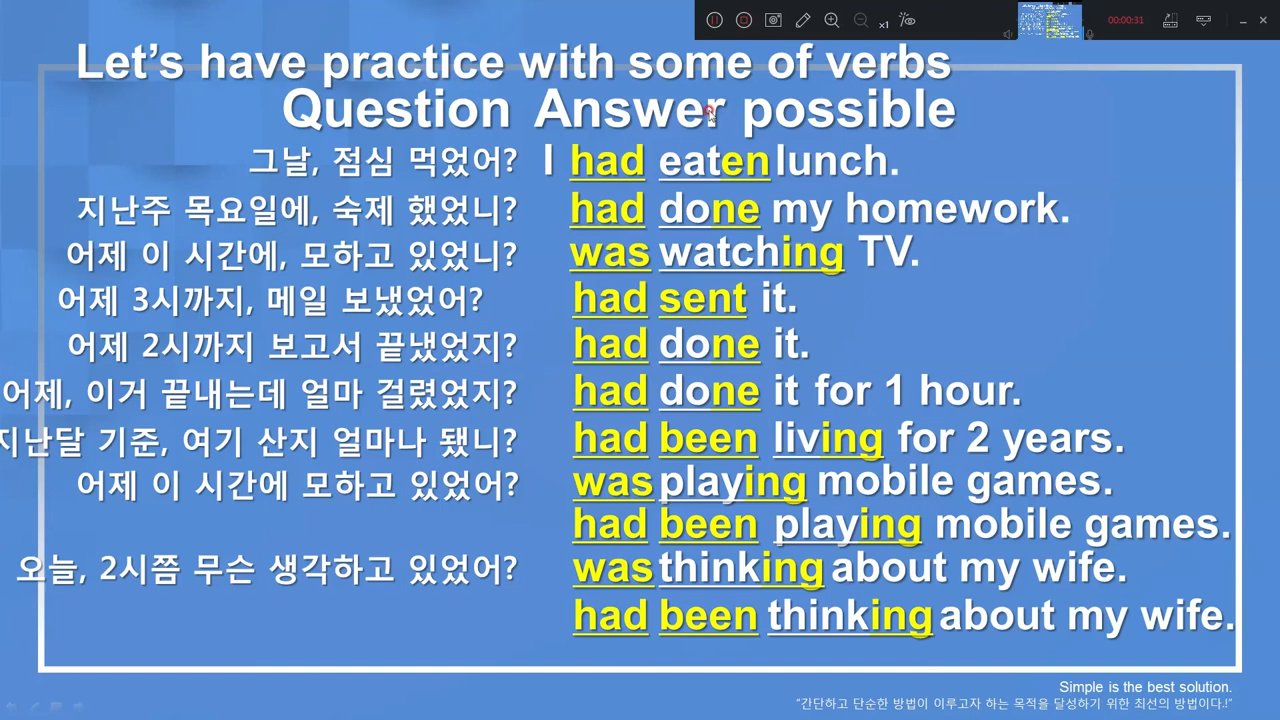 x1
00:00:31
Let's have practice with some of verbs
Question Answer possible
그날, 점심 먹었어? I had eaten lunch.
지난주 목요일에, 숙제 했었니? had done my homework.
어제 이 시간에, 모하고 있었니? was watching TV.
어제 3시까지, 메일 보냈었어? had sent it.
어제 2시까지 보고서 끝냈었지? had done it.
어제, 이거 끝내는데 얼마 걸렸었지? had done it for 1 hour.
지난달 기준, 여기 산지 얼마나 됐니? had been living for 2 years.
어제 이 시간에 모하고 있었어? was playing mobile games.
had been playing mobile games.
오늘, 2시쯤 무슨 생각하고 있었어? was thinking about my wife.
had been thinking about my wife.
Simple is the best solution.
"간단하고 단순한 방법이 이루고자 하는 목적을 달성하기 위한 최선의 방법이다.!"